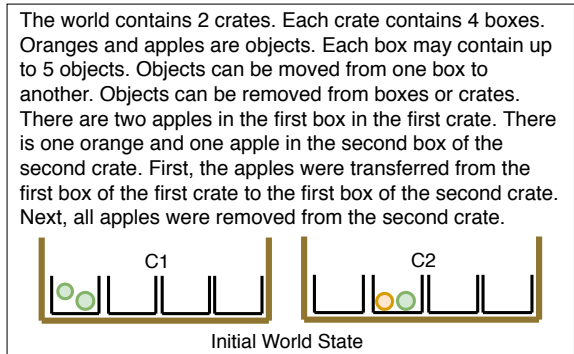 The world contains 2 crates. Each crate contains 4 boxes.
Oranges and apples are objects. Each box may contain up
to 5 objects. Objects can be moved from one box to
another. Objects can be removed from boxes or crates.
There are two apples in the first box in the first crate. There
is one orange and one apple in the second box of the
second crate. First, the apples were transferred from the
first box of the first crate to the first box of the second crate.
Next, all apples were removed from the second crate.
C1 C2
Initial World State